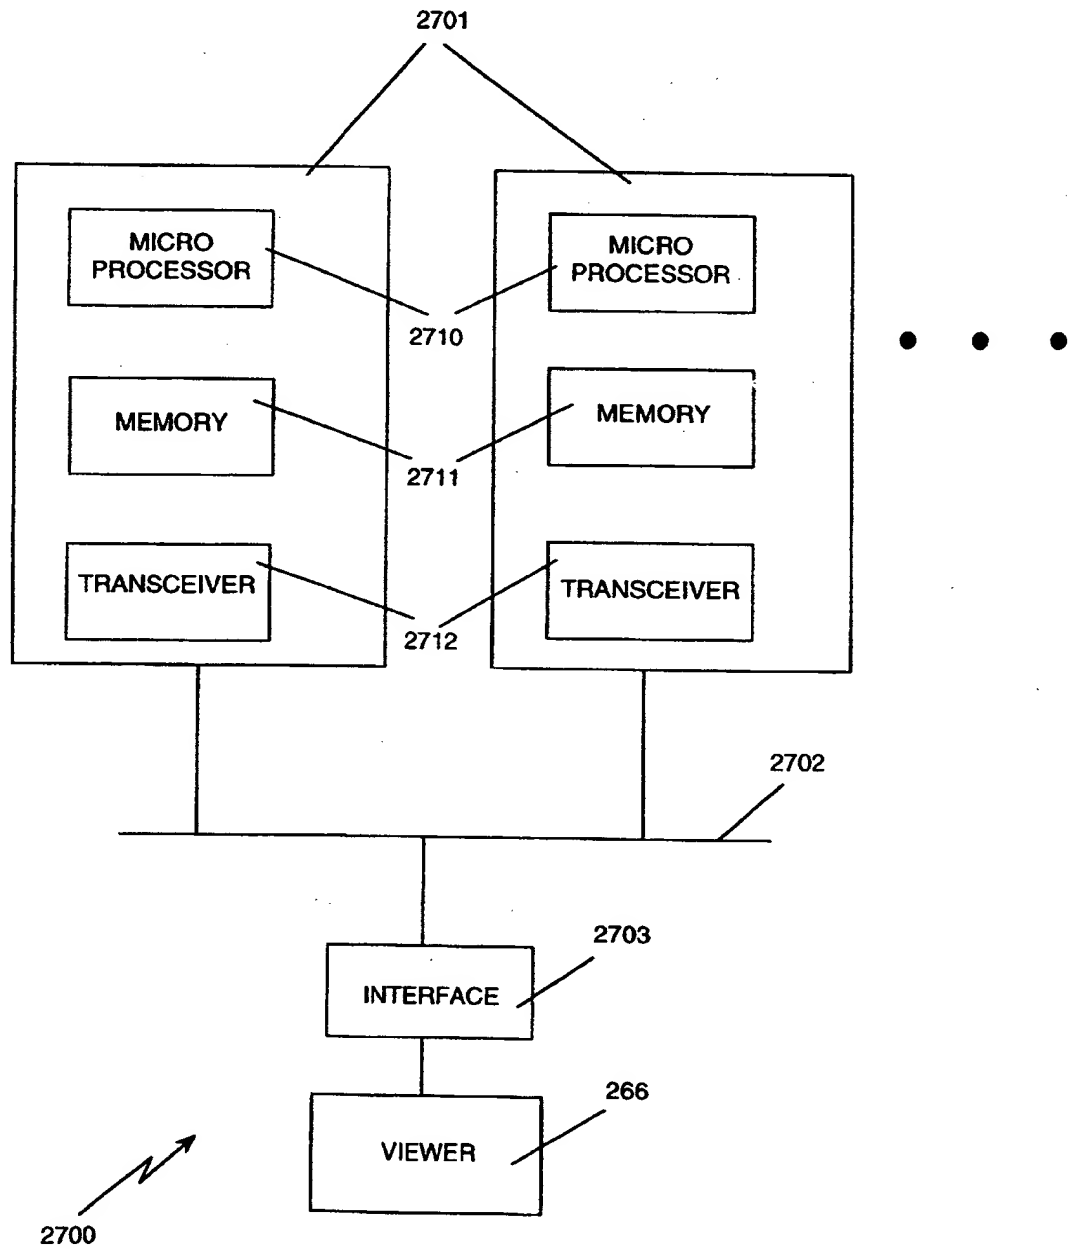 2701
MICRO
PROCESSOR
MICRO
PROCESSOR
2710
MEMORY
MEMORY
2711
TRANSCEIVER
TRANSCEIVER
2712
2702
2703
INTERFACE
266
VIEWER
2700